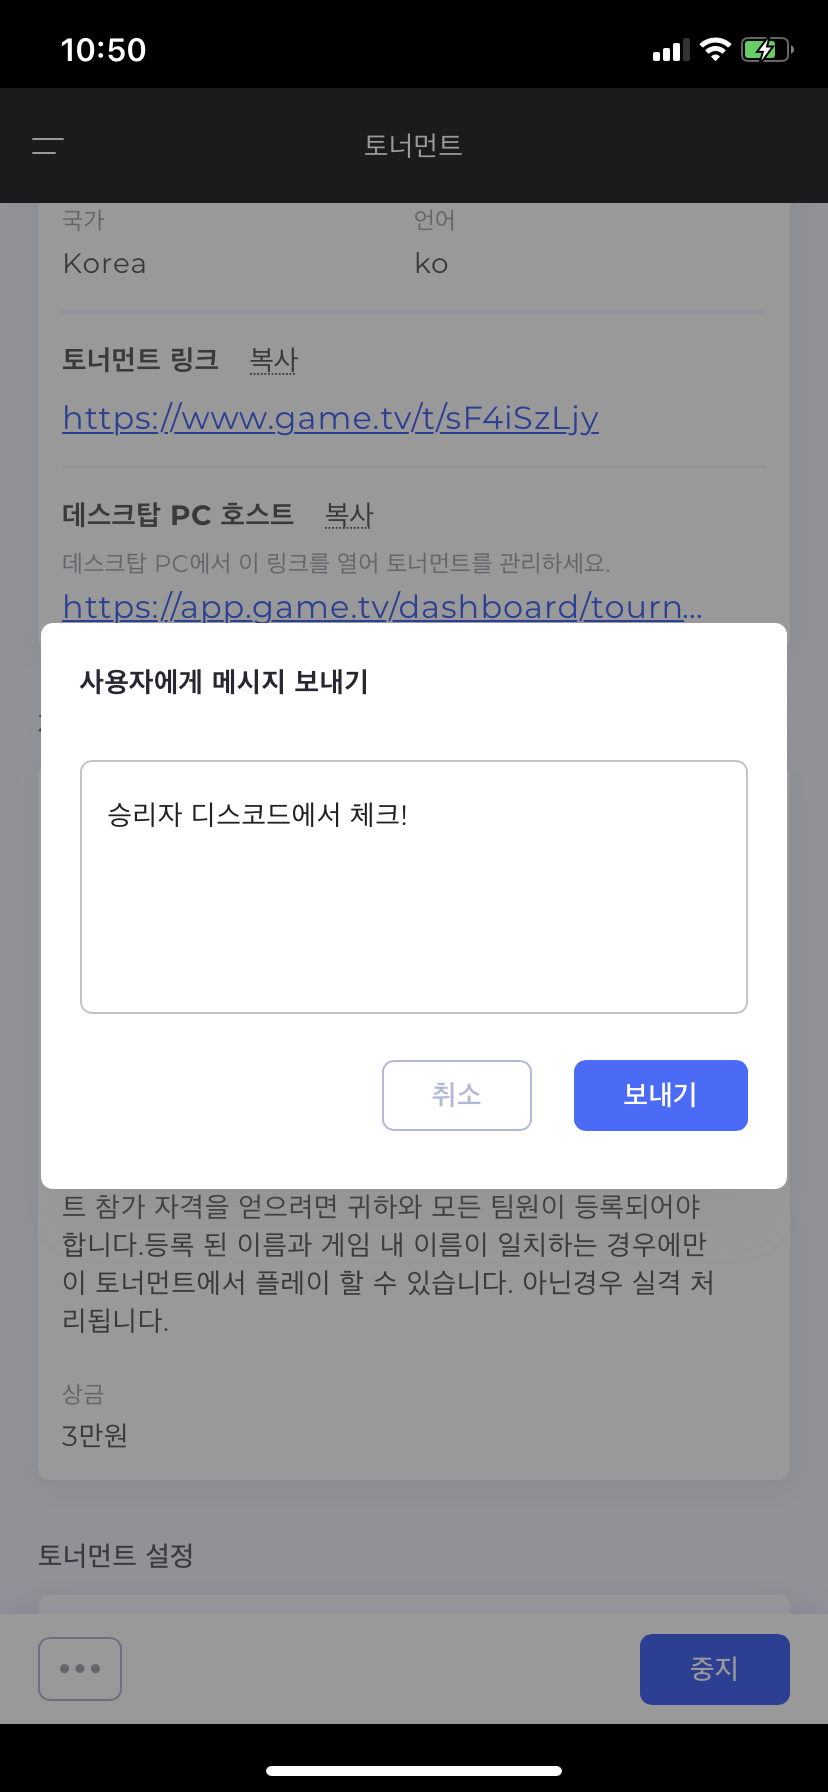 10:50
토너먼트
국가 언어
Korea ko
토너먼트 링크 복사
https://www.game.tv/t/sF4iSzLjy
데스크탑 PC 호스트 복사
데스크탑 PC에서 이 링크를 열어 토너먼트를 관리하세요.
https://app.game.tv/dashboard/tourn...
사용자에게 메시지 보내기
승리자 디스코드에서 체크!
취소 보내기
트 참가 자격을 얻으려면 귀하와 모든 팀원이 등록되어야
합니다.등록 된 이름과 게임 내 이름이 일치하는 경우에만
이 토너먼트에서 플레이 할 수 있습니다. 아닌경우 실격 처
리됩니다.
상금
3만원
토너먼트 설정
중지